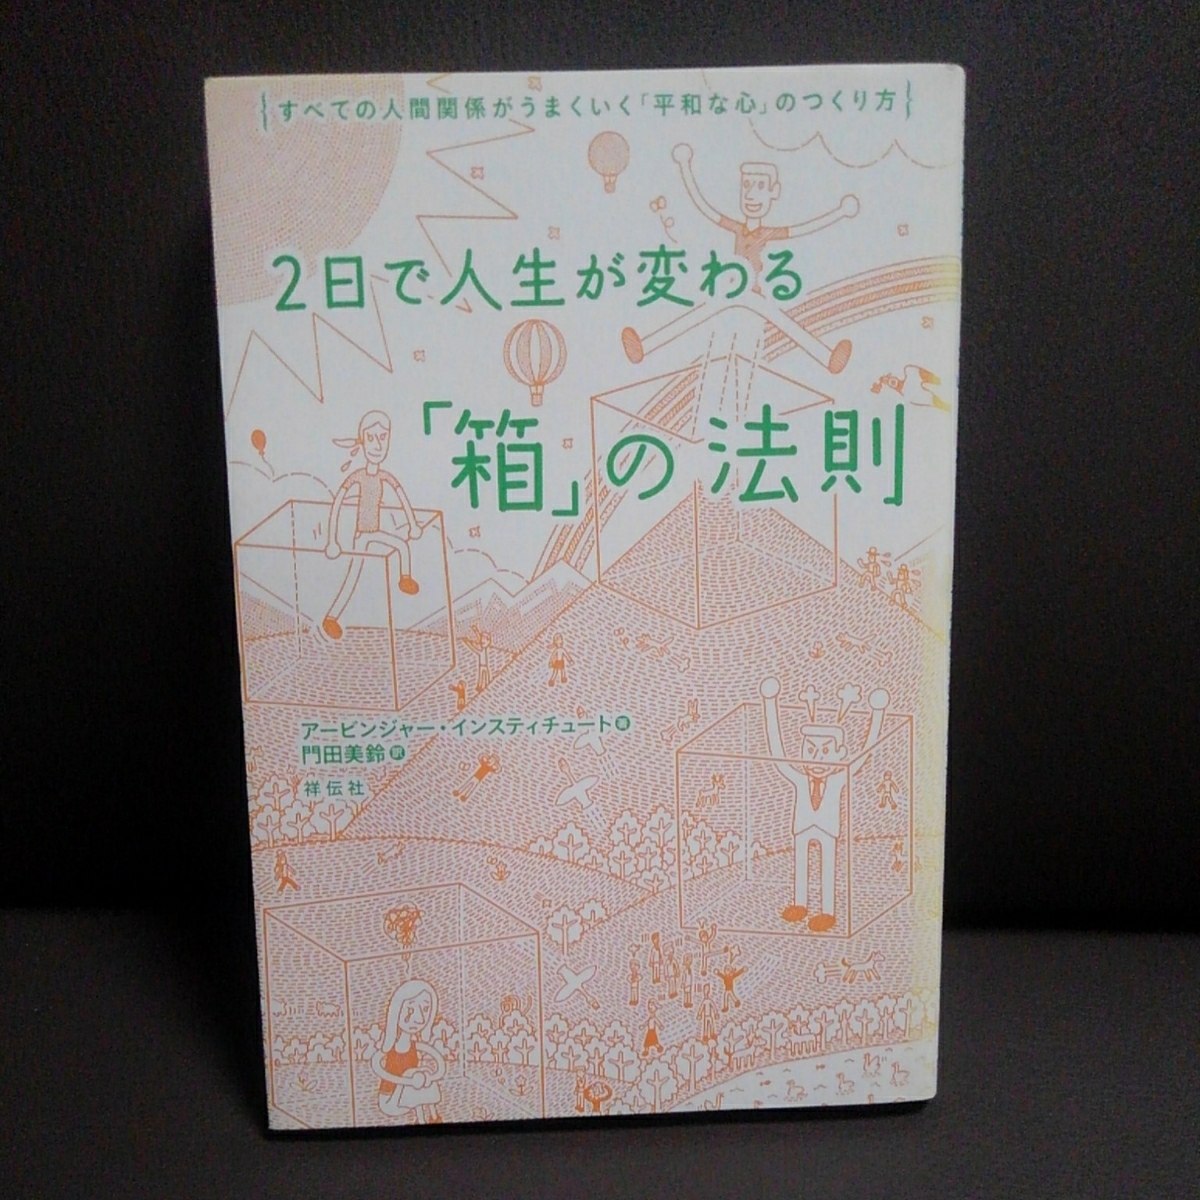 {すべての人間関係がうまくいく「平和な心」のつくり方}
2日で人生が変わる
「箱」の法則
アービンジャー・インスティチュート 著
門田美鈴 訳
祥伝社